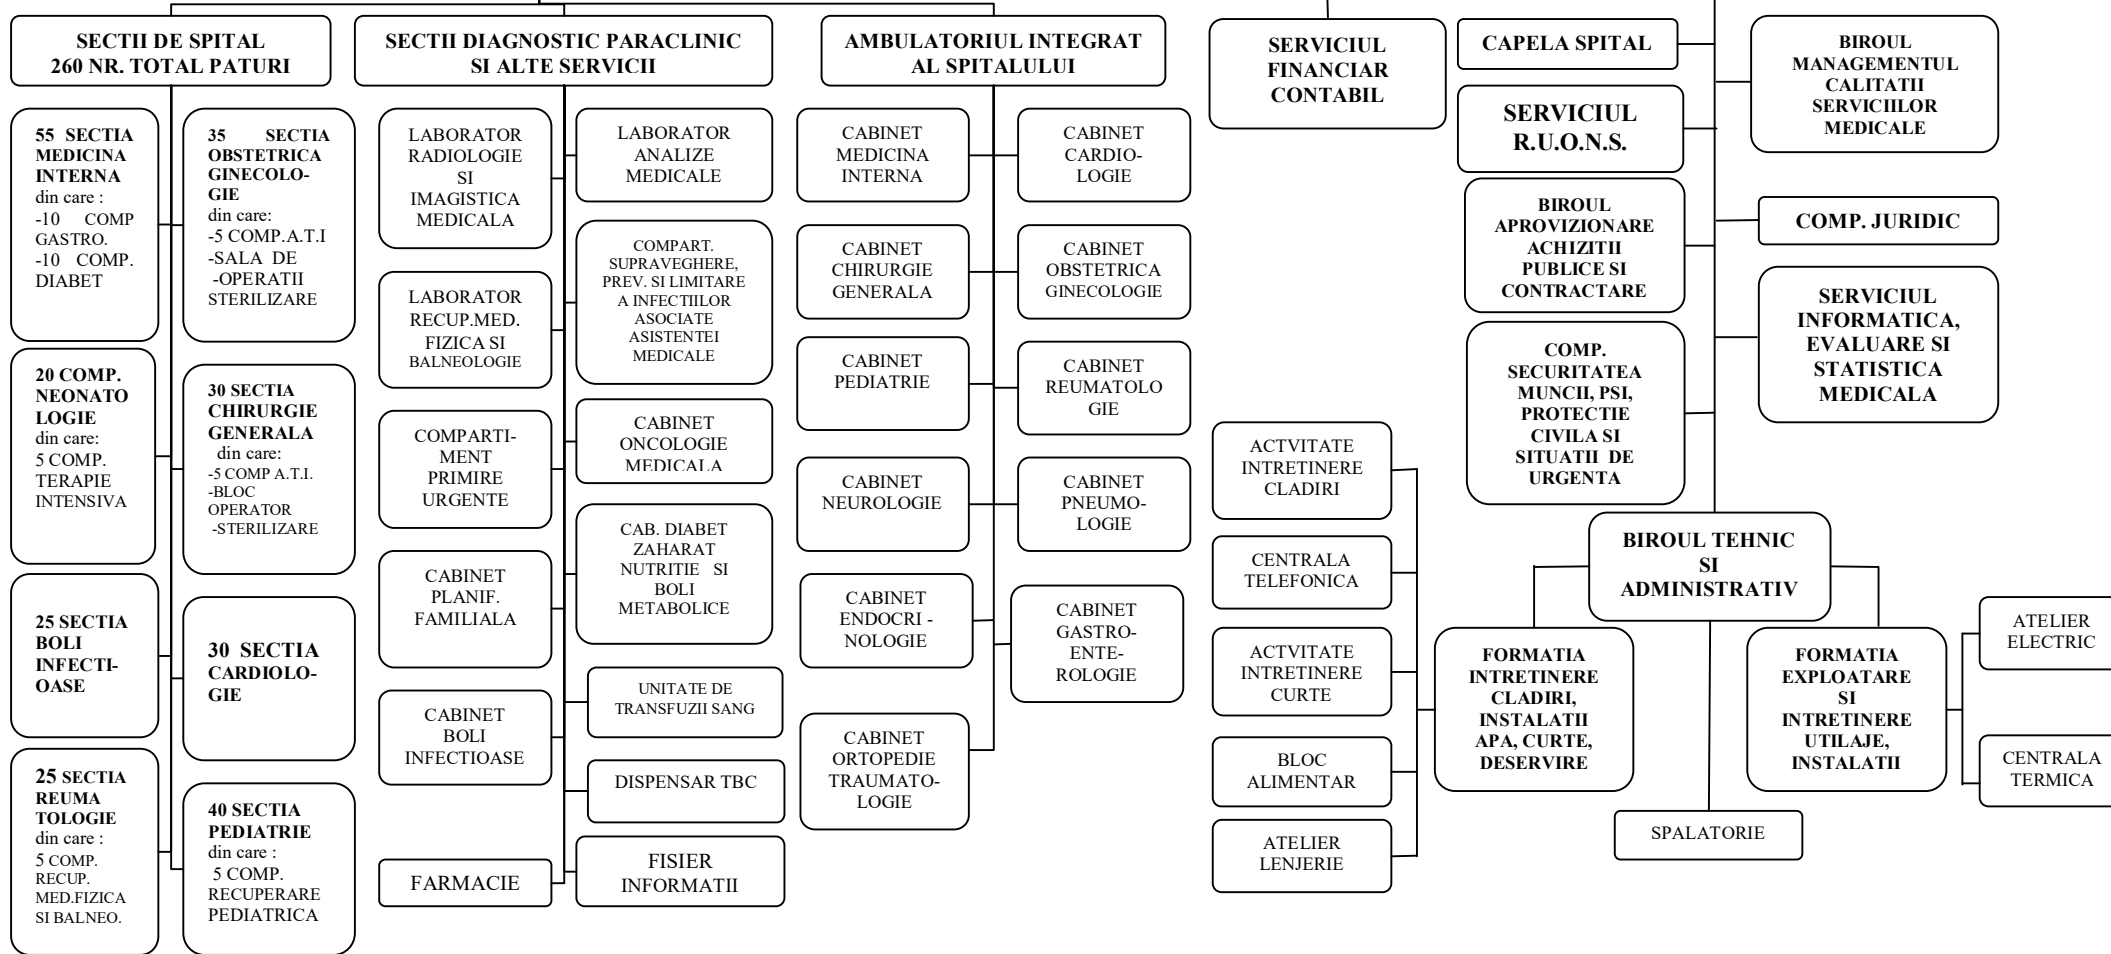 SECTII DE SPITAL
260 NR. TOTAL PATURI
SECTII DIAGNOSTIC PARACLINIC
SI ALTE SERVICII
AMBULATORIUL INTEGRAT
AL SPITALULUI
SERVICIUL
FINANCIAR
CONTABIL
CAPELA SPITAL
BIROUL
MANAGEMENTUL
CALITATII
SERVICIILOR
MEDICALE
SERVICIUL
R.U.O.N.S.
BIROUL
APROVIZIONARE
ACHIZITII
PUBLICE SI
CONTRACTARE
COMP. JURIDIC
SERVICIUL
INFORMATICA,
EVALUARE SI
STATISTICA
MEDICALA
COMP.
SECURITATEA
MUNCII, PSI,
PROTECTIE
CIVILA SI
SITUATII DE
URGENTA
55 SECTIA
MEDICINA
INTERNA
din care :
-10 COMP
GASTRO.
-10 COMP.
DIABET
35 SECTIA
OBSTETRICA
GINECOLO-
GIE
din care:
-5 COMP.A.T.I
-SALA DE
-OPERATII
STERILIZARE
20 COMP.
NEONATO
LOGIE
din care:
5 COMP.
TERAPIE
INTENSIVA
30 SECTIA
CHIRURGIE
GENERALA
din care:
-5 COMP A.T.I.
-BLOC
OPERATOR
-STERILIZARE
25 SECTIA
BOLI
INFECTI-
OASE
30 SECTIA
CARDIOLO-
GIE
25 SECTIA
REUMA
TOLOGIE
din care :
5 COMP.
RECUP.
MED.FIZICA
SI BALNEO.
40 SECTIA
PEDIATRIE
din care :
5 COMP.
RECUPERARE
PEDIATRICA
LABORATOR
RADIOLOGIE
SI
IMAGISTICA
MEDICALA
LABORATOR
ANALIZE
MEDICALE
COMPART.
SUPRAVEGHERE,
PREV. SI LIMITARE
A INFECTIILOR
ASOCIATE
ASISTENTEI
MEDICALE
LABORATOR
RECUP.MED.
FIZICA SI
BALNEOLOGIE
COMPARTI-
MENT
PRIMIRE
URGENTE
CABINET
ONCOLOGIE
MEDICALA
CAB. DIABET
ZAHARAT
NUTRITIE SI
BOLI
METABOLICE
CABINET
PLANIF.
FAMILIALA
UNITATE DE
TRANSFUZII SANG
CABINET
BOLI
INFECTIOASE
DISPENSAR TBC
FARMACIE
FISIER
INFORMATII
CABINET
MEDICINA
INTERNA
CABINET
CARDIO-
LOGIE
CABINET
CHIRURGIE
GENERALA
CABINET
OBSTETRICA
GINECOLOGIE
CABINET
PEDIATRIE
CABINET
REUMATOLO
GIE
CABINET
NEUROLOGIE
CABINET
PNEUMO-
LOGIE
CABINET
ENDOCRI -
NOLOGIE
CABINET
GASTRO-
ENTE-
ROLOGIE
CABINET
ORTOPEDIE
TRAUMATO-
LOGIE
BIROUL TEHNIC
SI
ADMINISTRATIV
ACTVITATE
INTRETINERE
CLADIRI
CENTRALA
TELEFONICA
ACTVITATE
INTRETINERE
CURTE
BLOC
ALIMENTAR
ATELIER
LENJERIE
FORMATIA
INTRETINERE
CLADIRI,
INSTALATII
APA, CURTE,
DESERVIRE
FORMATIA
EXPLOATARE
SI
INTRETINERE
UTILAJE,
INSTALATII
ATELIER
ELECTRIC
CENTRALA
TERMICA
SPALATORIE